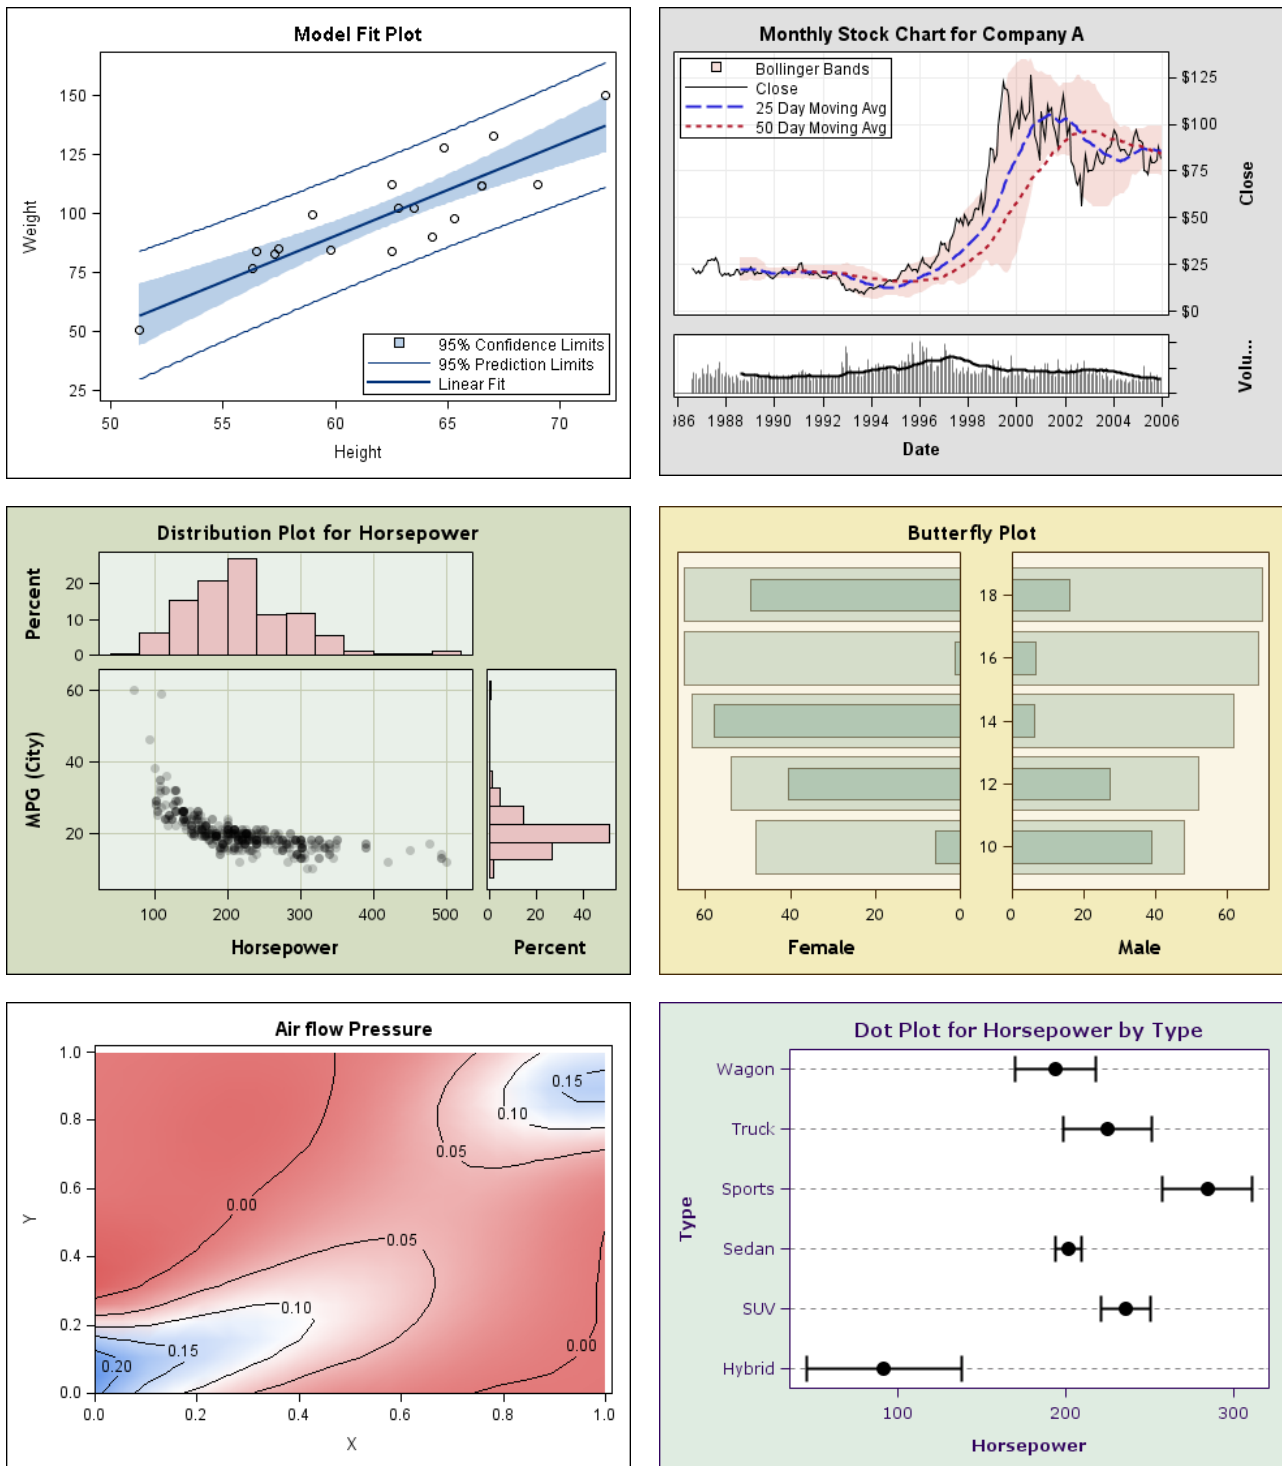 Model Fit Plot
150
125
100
75
50
25
Weight
95% Confidence Limits
95% Prediction Limits
Linear Fit
50 55 60 65 70
Height
Monthly Stock Chart for Company A
Bollinger Bands
Close
25 Day Moving Avg
50 Day Moving Avg
$125
$100
$75
$50
$25
$0
Close
Volu...
1988 1990 1992 1994 1996 1998 2000 2002 2004 2006
Date
Distribution Plot for Horsepower
Percent
20
10
0
MPG (City)
60
40
20
100 200 300 400 500
0 20 40
Horsepower
Percent
Butterfly Plot
18
16
14
12
10
60 40 20 0
0 20 40 60
Female
Male
Air flow Pressure
1.0
0.8
0.6
0.4
0.2
0.0
Y
0.15
0.10
0.05
0.00
0.05
0.10
0.15
0.20
0.00
0.0 0.2 0.4 0.6 0.8 1.0
X
Dot Plot for Horsepower by Type
Wagon
Truck
Sports
Sedan
SUV
Hybrid
Type
100 200 300
Horsepower